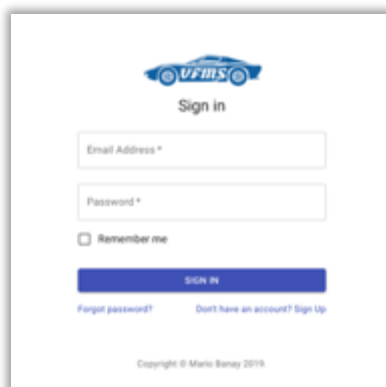 VFMS
Sign in
Email Address *
Password *
Remember me
SIGN IN
Forgot password?
Don't have an account? Sign Up
Copyright © Mario Banay 2019.